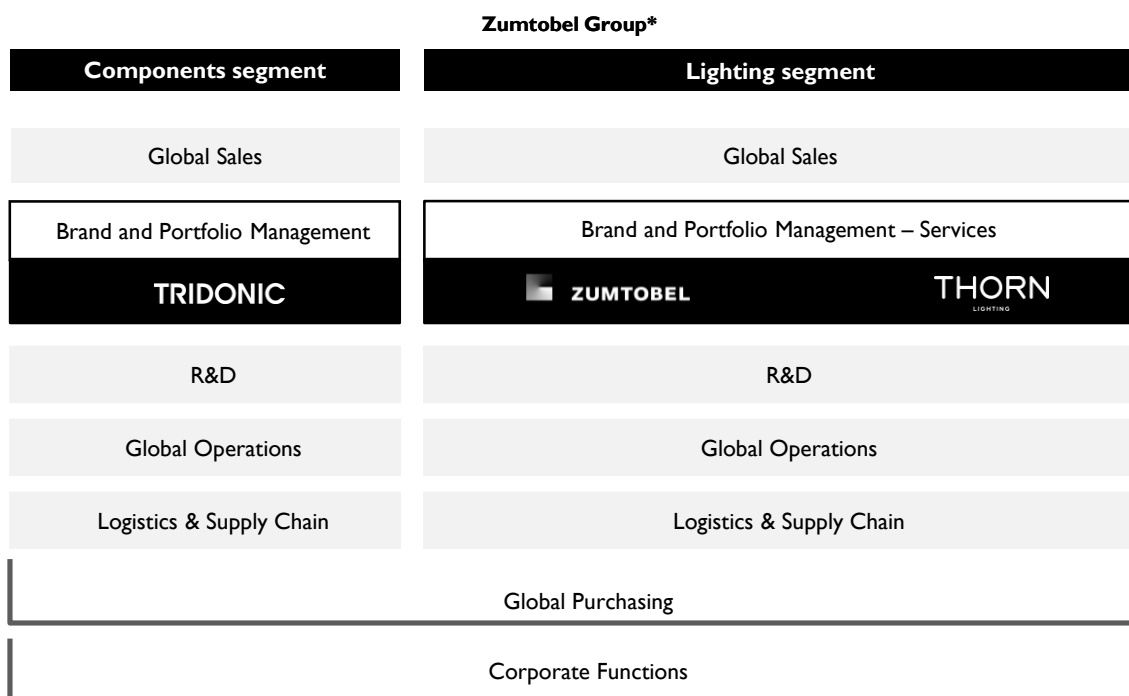 Zumtobel Group*
Components segment
Lighting segment
Global Sales
Global Sales
Brand and Portfolio Management
Brand and Portfolio Management – Services
TRIDONIC
ZUMTOBEL
THORN
LIGHTING
R&D
R&D
Global Operations
Global Operations
Logistics & Supply Chain
Logistics & Supply Chain
Global Purchasing
Corporate Functions